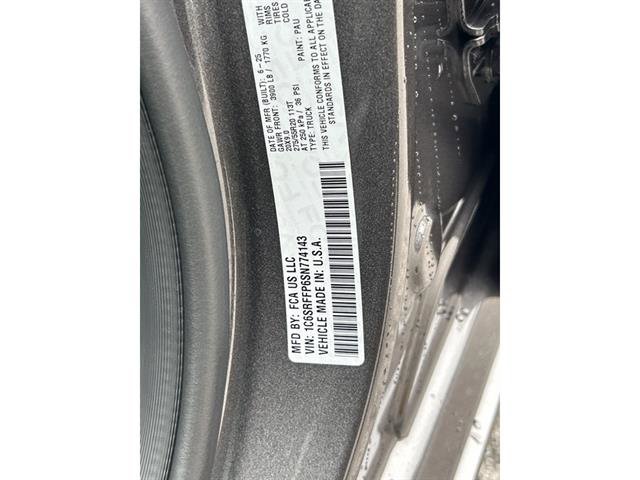 MFD BY: FCA US LLC
DATE OF MFR (BUILT): 6-25
GAWR FRONT: 3900 LB / 1770 KG
WITH
20X9.0
RIMS
275/55R20 113T
TIRES
AT 250 kPa / 36 PSI
COLD
VIN: 1C6SRFFP6SN774143
TYPE: TRUCK
PAINT: PAU
VEHICLE MADE IN: U.S.A.
THIS VEHICLE CONFORMS TO ALL APPLICA
STANDARDS IN EFFECT ON THE DA